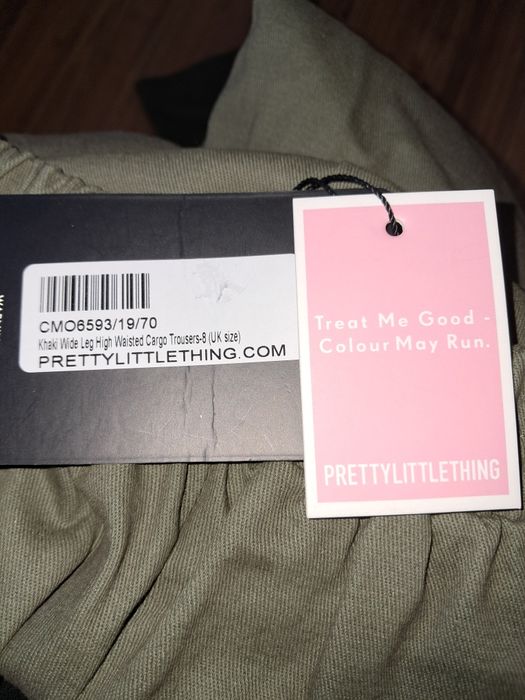 CMO6593/19/70
Khaki Wide Leg High Waisted Cargo Trousers-8 (UK size)
PRETTYLITTLETHING.COM
Treat Me Good -
Colour May Run.
PRETTYLITTLETHING